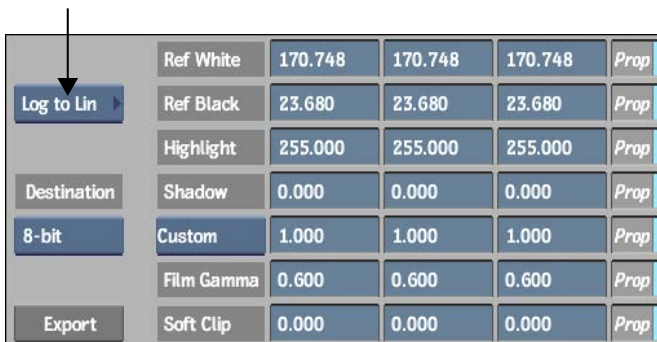 Ref White 170.748 170.748 170.748 Prop
Log to Lin Ref Black 23.680 23.680 23.680 Prop
Highlight 255.000 255.000 255.000 Prop
Destination Shadow 0.000 0.000 0.000 Prop
8-bit Custom 1.000 1.000 1.000 Prop
Film Gamma 0.600 0.600 0.600 Prop
Export Soft Clip 0.000 0.000 0.000 Prop